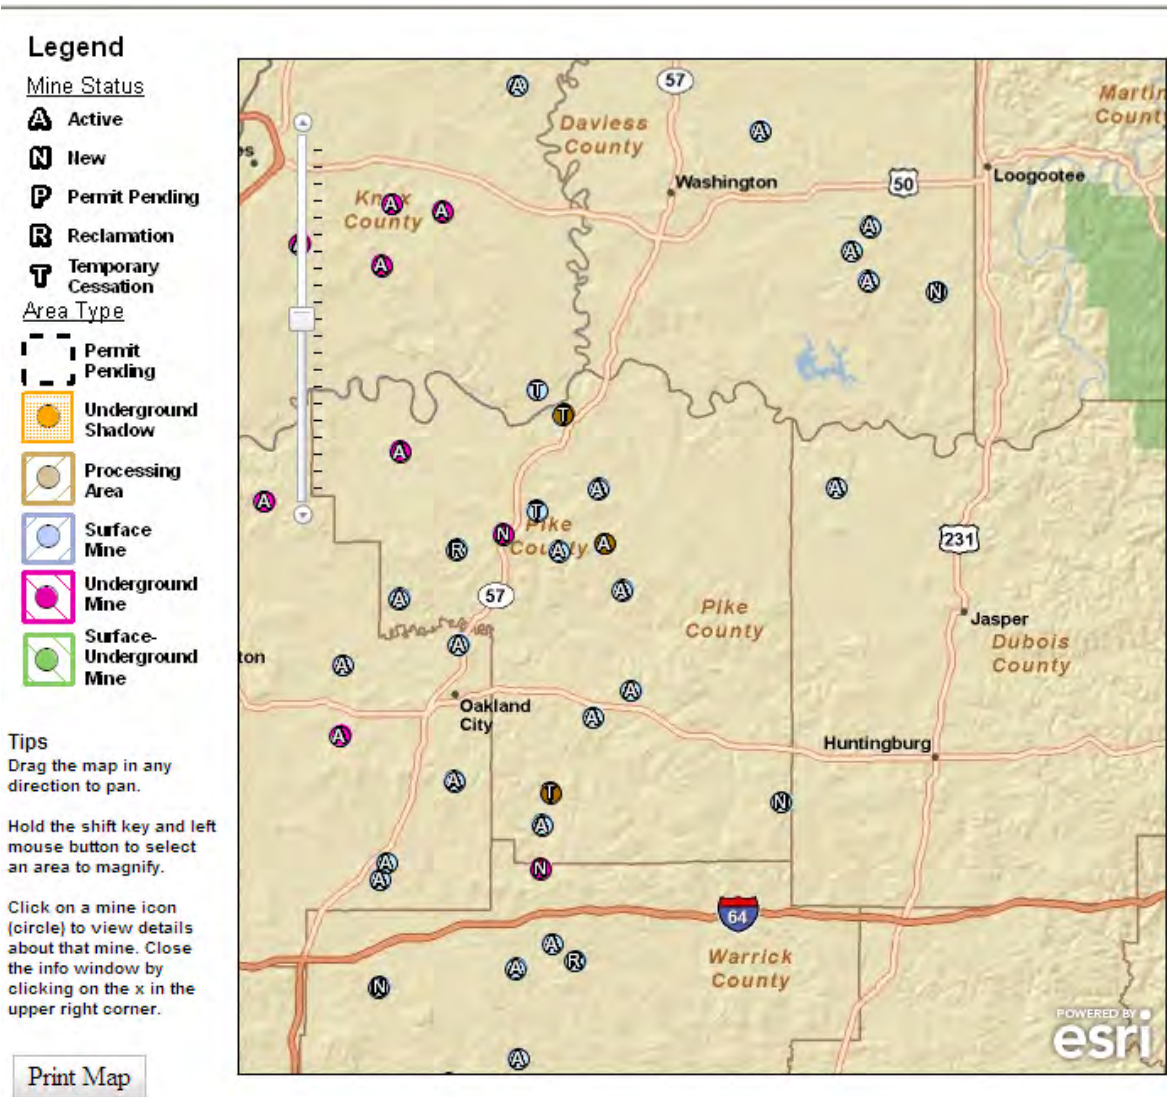 Legend
Mine Status
A Active
N New
P Permit Pending
R Reclamation
T Temporary
Cessation
Area Type
Permit
Pending
Underground
Shadow
Processing
Area
Surface
Mine
Underground
Mine
Surface-
Underground
Mine
Tips
Drag the map in any
direction to pan.
Hold the shift key and left
mouse button to select
an area to magnify.
Click on a mine icon
(circle) to view details
about that mine. Close
the info window by
clicking on the x in the
upper right corner.
Print Map
A
57
Martin
Count
Daviess
County
A
es
Washington
50
Loogootee
Knox
County
A
A
A
A
A
A
A
A
N
T
T
A
A
A
A
T
N
Pike
County
R
A
A
231
A
A
57
Pike
County
Jasper
Dubois
County
A
ton
A
A
Oakland
City
A
A
Huntingburg
A
T
N
A
A
N
A
64
A
R
A
Warrick
County
N
A
POWERED BY
esri